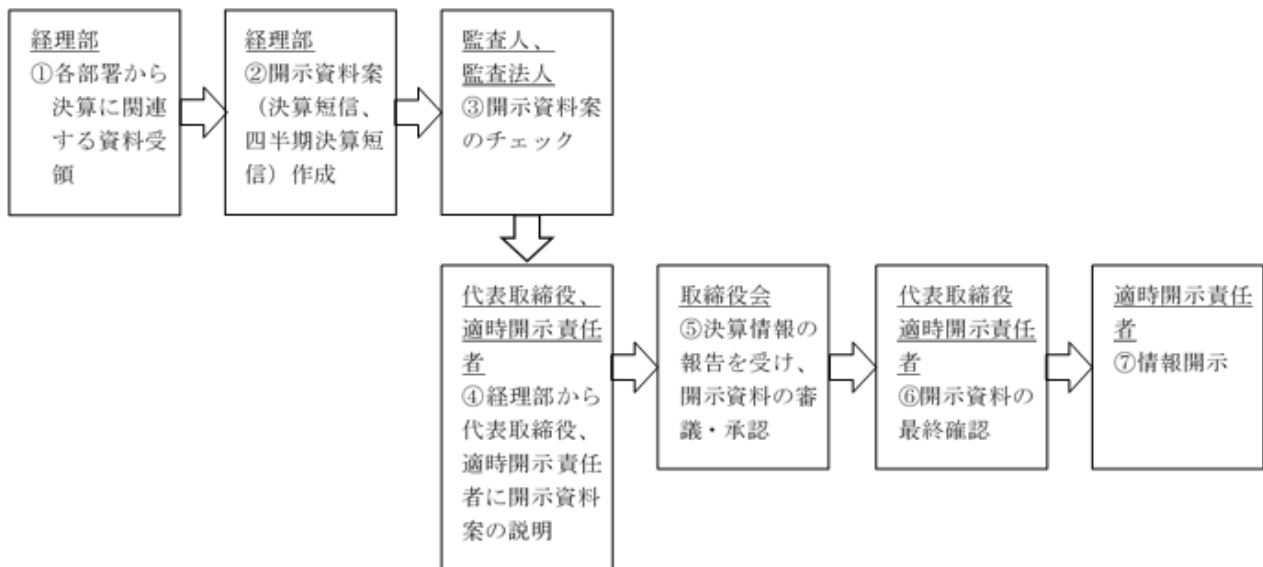 経理部
①各部署から
決算に関連
する資料受
領
経理部
②開示資料案
（決算短信、
四半期決算短
信）作成
監査人、
監査法人
③開示資料案
のチェック
代表取締役、
適時開示責任
者
④経理部から
代表取締役、
適時開示責任
者に開示資料
案の説明
取締役会
⑤決算情報の
報告を受け、
開示資料の審
議・承認
代表取締役
適時開示責任
者
⑥開示資料の
最終確認
適時開示責任
者
⑦情報開示